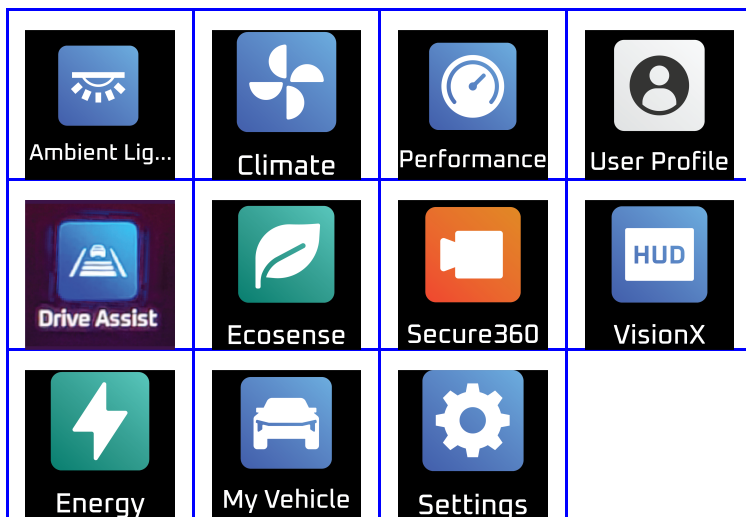 Ambient Lig...
Climate
Performance
User Profile
Drive Assist
Ecosense
Secure360
HUD
VisionX
Energy
My Vehicle
Settings